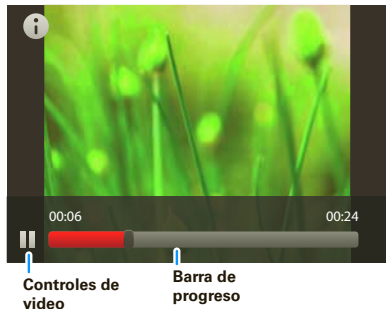 00:06 00:24
Controles de
video
Barra de
progreso